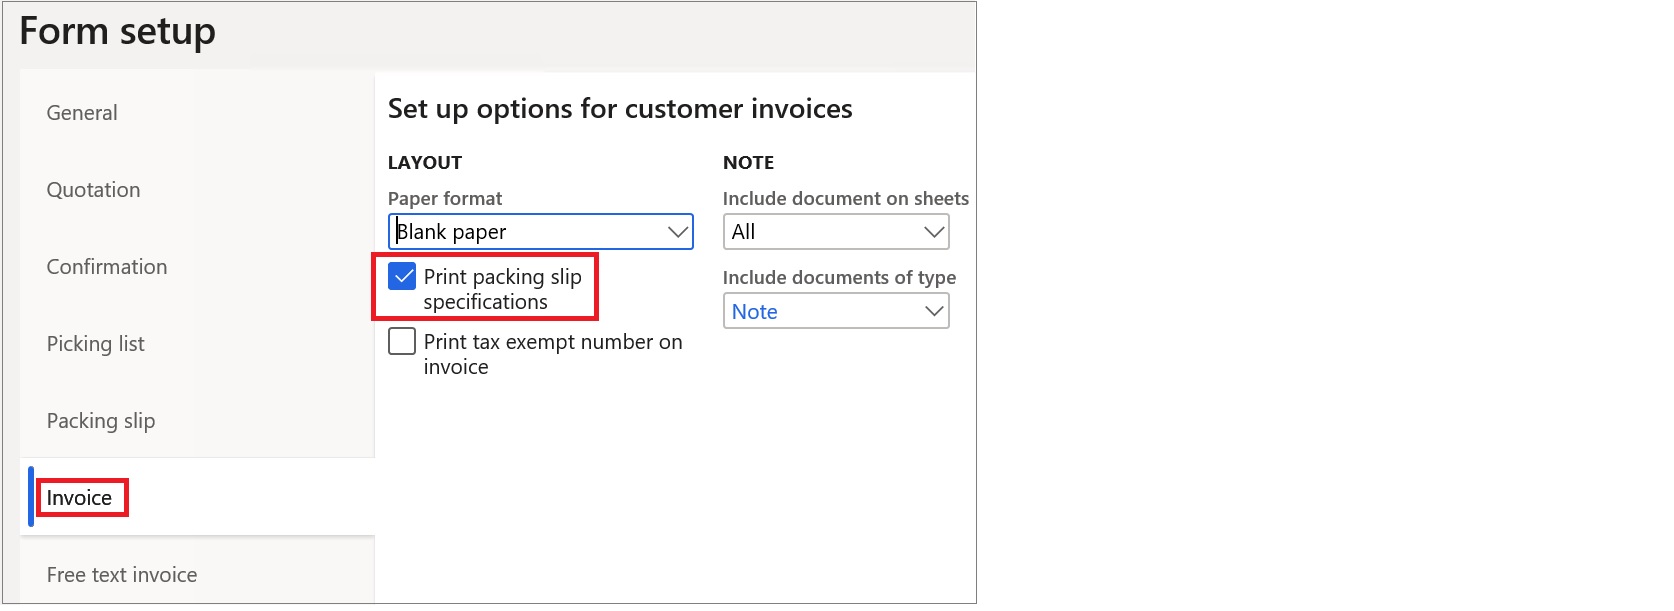 Form setup
General
Quotation
Confirmation
Picking list
Packing slip
Invoice
Free text invoice
Set up options for customer invoices
LAYOUT
Paper format
Blank paper
Print packing slip
specifications
Print tax exempt number on
invoice
NOTE
Include document on sheets
All
Include documents of type
Note